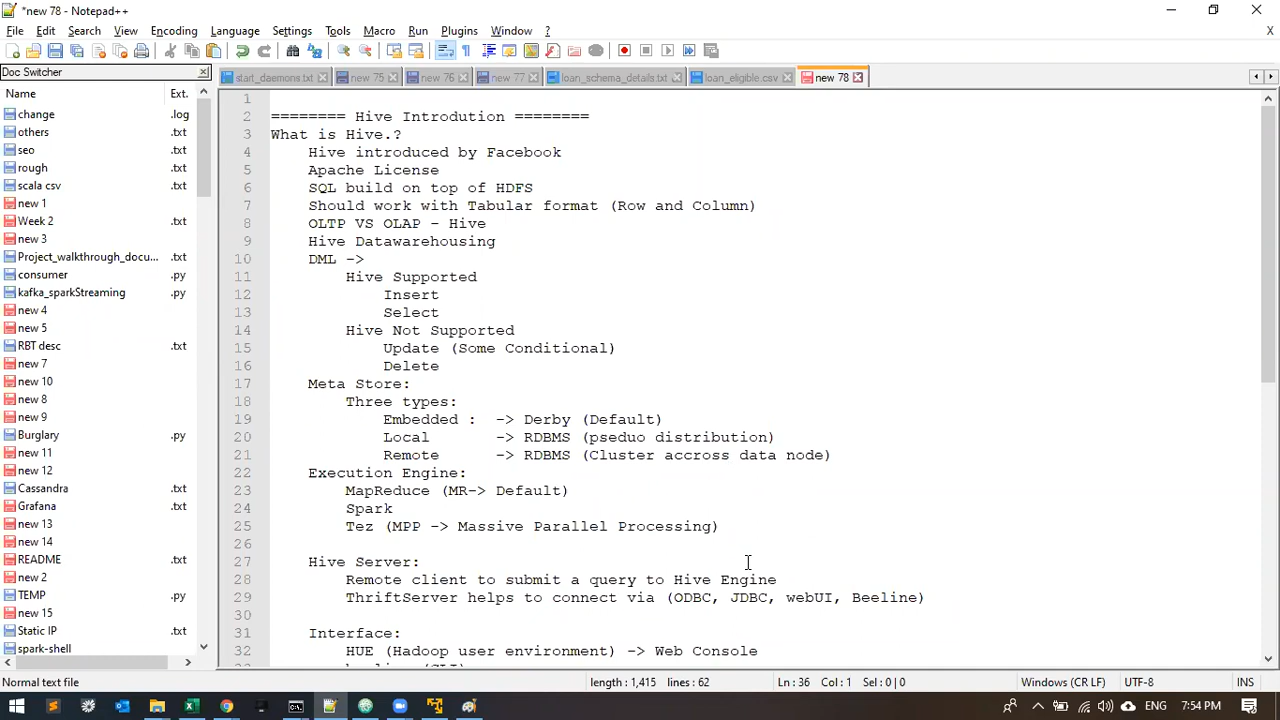 *new 78 - Notepad++
File Edit Search View Encoding Language Settings Tools Macro Run Plugins Window ? X
Doc Switcher
start_daemons.txt new 75 new 76 new 77 loan_schema_details.txt loan_eligible.csv new 78
Name Ext.
change .log
others .txt
seo .txt
rough .txt
scala csv .txt
new 1
Week 2 .txt
new 3
Project_walkthrough_docu... .txt
consumer .py
kafka_sparkStreaming .py
new 4
new 5
RBT desc .txt
new 7
new 10
new 8
new 9
Burglary .py
new 11
new 12
Cassandra .txt
Grafana .txt
new 13
new 14
README .txt
new 2
TEMP .txt
new 15
Static IP .txt
spark-shell .txt
1
2 ======== Hive Introdution ========
3 What is Hive.?
4 Hive introduced by Facebook
5 Apache License
6 SQL build on top of HDFS
7 Should work with Tabular format (Row and Column)
8 OLTP VS OLAP - Hive
9 Hive Datawarehousing
10 DML ->
11 Hive Supported
12 Insert
13 Select
14 Hive Not Supported
15 Update (Some Conditional)
16 Delete
17 Meta Store:
18 Three types:
19 Embedded : -> Derby (Default)
20 Local -> RDBMS (pseduo distribution)
21 Remote -> RDBMS (Cluster accross data node)
22 Execution Engine:
23 MapReduce (MR-> Default)
24 Spark
25 Tez (MPP -> Massive Parallel Processing)
26
27 Hive Server:
28 Remote client to submit a query to Hive Engine
29 ThriftServer helps to connect via (ODBC, JDBC, webUI, Beeline)
30
31 Interface:
32 HUE (Hadoop user environment) -> Web Console
Normal text file length : 1,415 lines : 62 Ln : 36 Col : 1 Sel : 0 | 0 Windows (CR LF) UTF-8 INS
ENG 7:54 PM